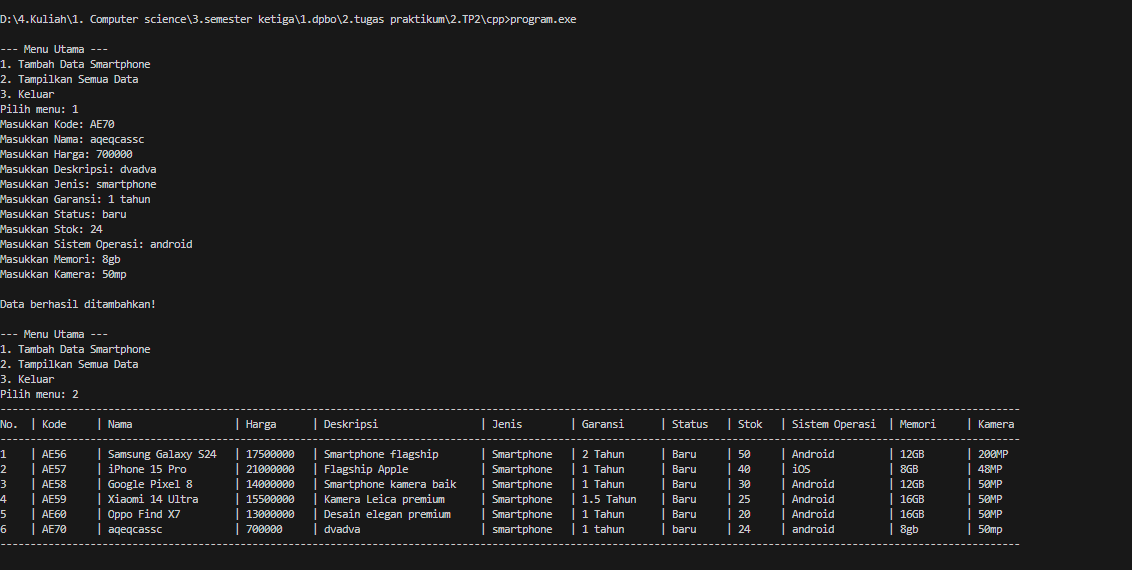 D:\4.Kuliah\1. Computer science\3.semester ketiga\1.dpbo\2.tugas praktikum\2.TP2\cpp>program.exe
--- Menu Utama ---
1. Tambah Data Smartphone
2. Tampilkan Semua Data
3. Keluar
Pilih menu: 1
Masukkan Kode: AE70
Masukkan Nama: aqeqcassc
Masukkan Harga: 700000
Masukkan Deskripsi: dvadva
Masukkan Jenis: smartphone
Masukkan Garansi: 1 tahun
Masukkan Status: baru
Masukkan Stok: 24
Masukkan Sistem Operasi: android
Masukkan Memori: 8gb
Masukkan Kamera: 50mp
Data berhasil ditambahkan!
--- Menu Utama ---
1. Tambah Data Smartphone
2. Tampilkan Semua Data
3. Keluar
Pilih menu: 2
No. | Kode | Nama | Harga | Deskripsi | Jenis | Garansi | Status | Stok | Sistem Operasi | Memori | Kamera
1 | AE56 | Samsung Galaxy S24 | 17500000 | Smartphone flagship | Smartphone | 2 Tahun | Baru | 50 | Android | 12GB | 200MP
2 | AE57 | iPhone 15 Pro | 21000000 | Flagship Apple | Smartphone | 1 Tahun | Baru | 40 | iOS | 8GB | 48MP
3 | AE58 | Google Pixel 8 | 14000000 | Smartphone kamera baik | Smartphone | 1 Tahun | Baru | 30 | Android | 12GB | 50MP
4 | AE59 | Xiaomi 14 Ultra | 15500000 | Kamera Leica premium | Smartphone | 1.5 Tahun | Baru | 25 | Android | 16GB | 50MP
5 | AE60 | Oppo Find X7 | 13000000 | Desain elegan premium | Smartphone | 1 Tahun | Baru | 20 | Android | 16GB | 50MP
6 | AE70 | aqeqcassc | 700000 | dvadva | smartphone | 1 tahun | baru | 24 | android | 8gb | 50mp